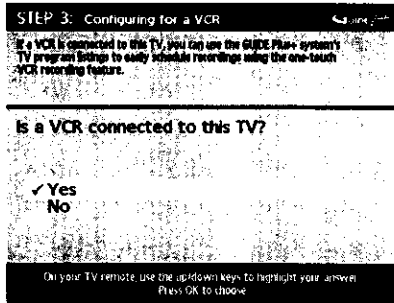 STEP 3: Configuring for a VCR
If a VCR is connected to this TV, you can use the GUIDE Plus+ system's
TV program listings to easily schedule recordings using the one-touch
VCR recording feature.
Is a VCR connected to this TV?
✓ Yes
No
On your TV remote, use the up/down keys to highlight your answer
Press OK to choose